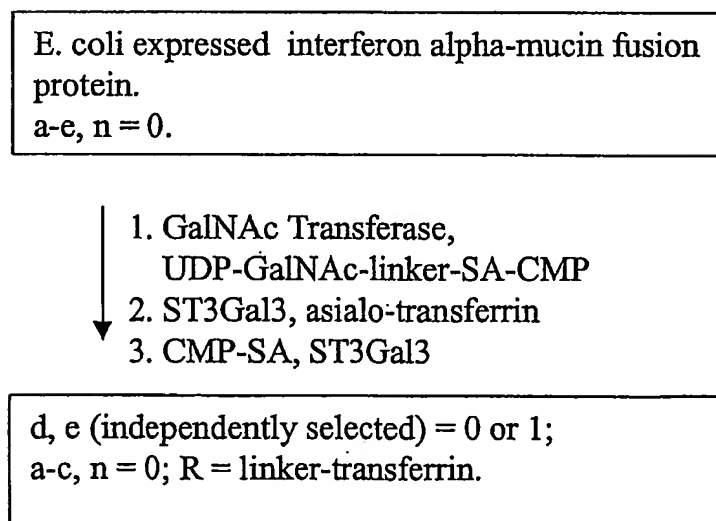 E. coli expressed interferon alpha-mucin fusion
protein.
a-e, n = 0.
1. GalNAc Transferase,
UDP-GalNAc-linker-SA-CMP
2. ST3Gal3, asialo-transferrin
3. CMP-SA, ST3Gal3
d, e (independently selected) = 0 or 1;
a-c, n = 0; R = linker-transferrin.